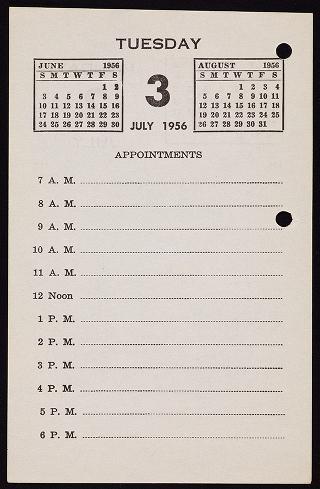 TUESDAY
JUNE 1956
S M T W T F S
1 2
3 4 5 6 7 8 9
10 11 12 13 14 15 16
17 18 19 20 21 22 23
24 25 26 27 28 29 30
3
JULY 1956
AUGUST 1956
S M T W T F S
1 2 3 4
5 6 7 8 9 10 11
12 13 14 15 16 17 18
19 20 21 22 23 24 25
26 27 28 29 30 31
APPOINTMENTS
7 A. M.
8 A. M.
9 A. M.
10 A. M.
11 A. M.
12 Noon
1 P. M.
2 P. M.
3 P. M.
4 P. M.
5 P. M.
6 P. M.